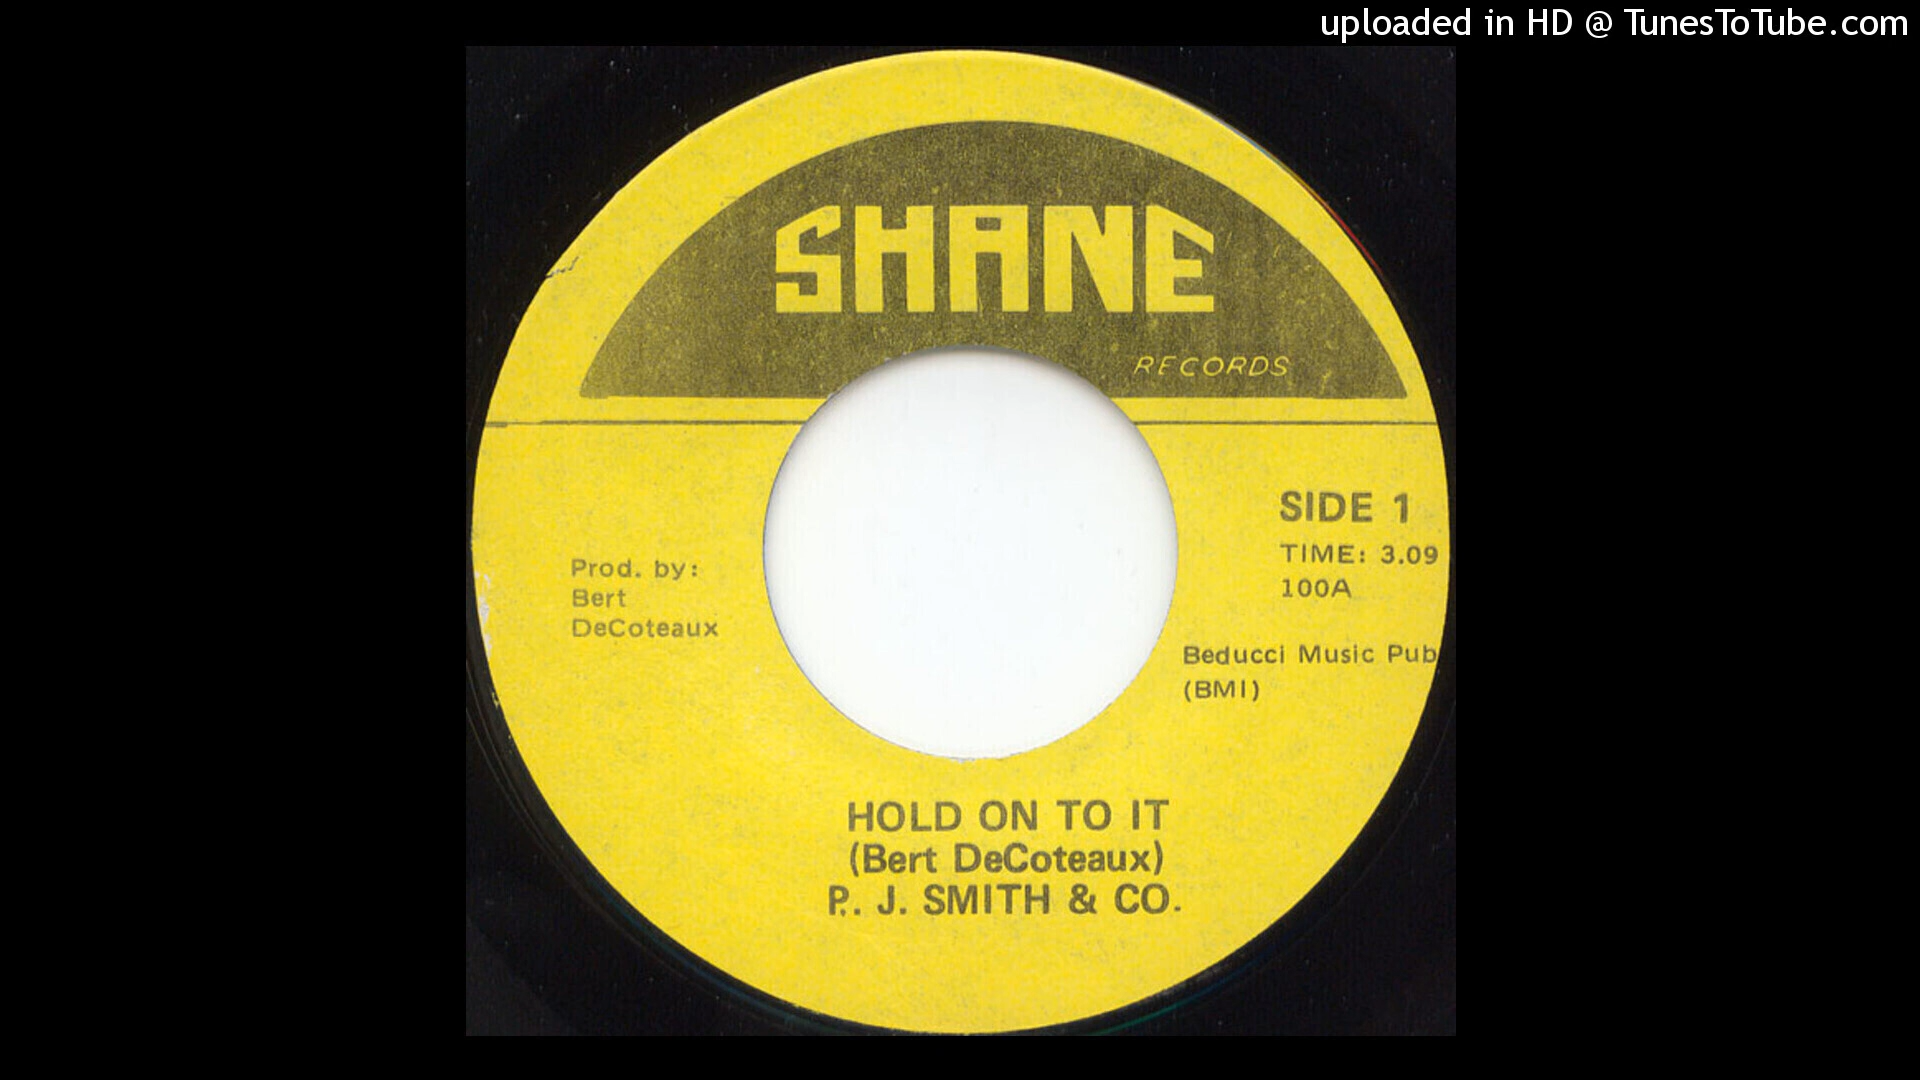 uploaded in HD @ TunesToTube.com
SHANE
RECORDS
SIDE 1
TIME: 3.09
100A
Prod. by:
Bert
DeCoteaux
Beducci Music Pub
(BMI)
HOLD ON TO IT
(Bert DeCoteaux)
P.. J. SMITH & CO.